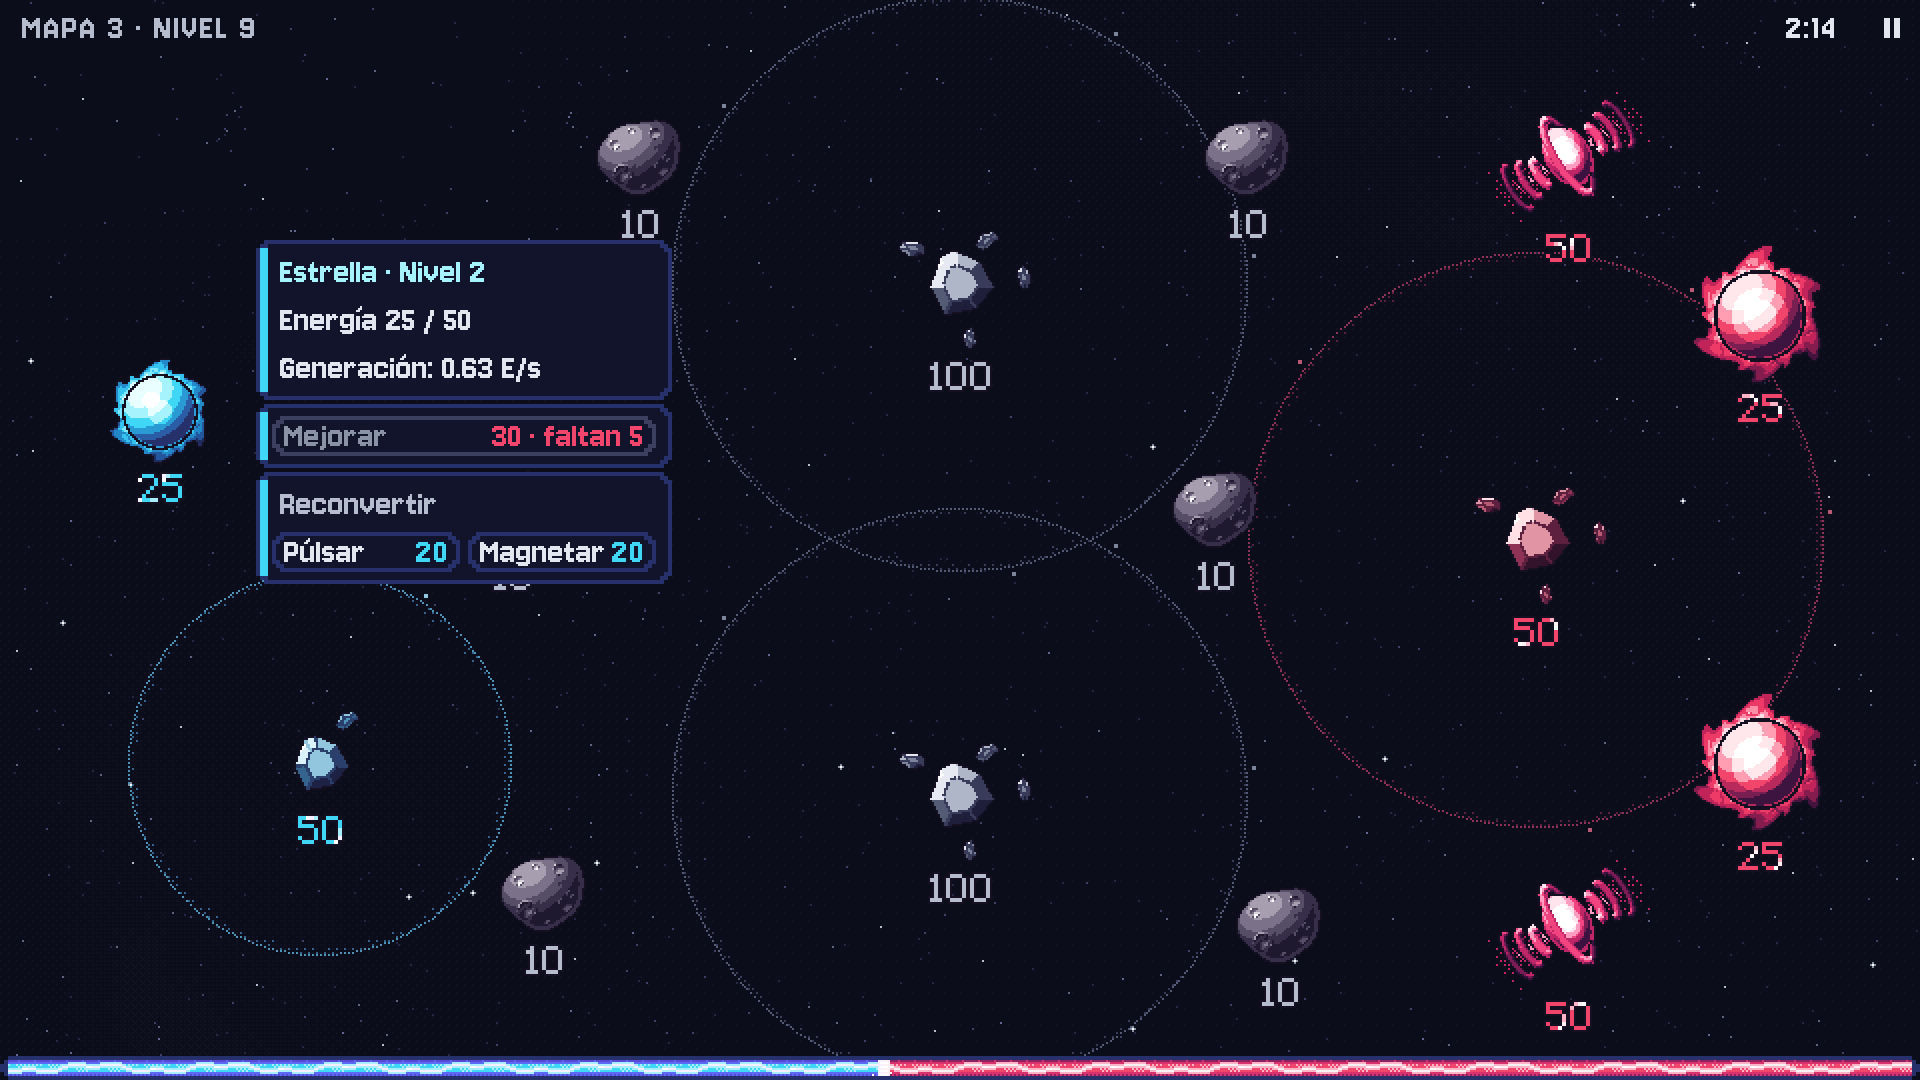 MAPA 3 · NIVEL 9
2:14
10
10
50
Estrella · Nivel 2
Energía 25 / 50
Generación: 0.63 E/s
100
25
25
Mejorar 30 · faltan 5
Reconvertir
Púlsar 20 Magnetar 20
10
50
50
100
25
10
10
50